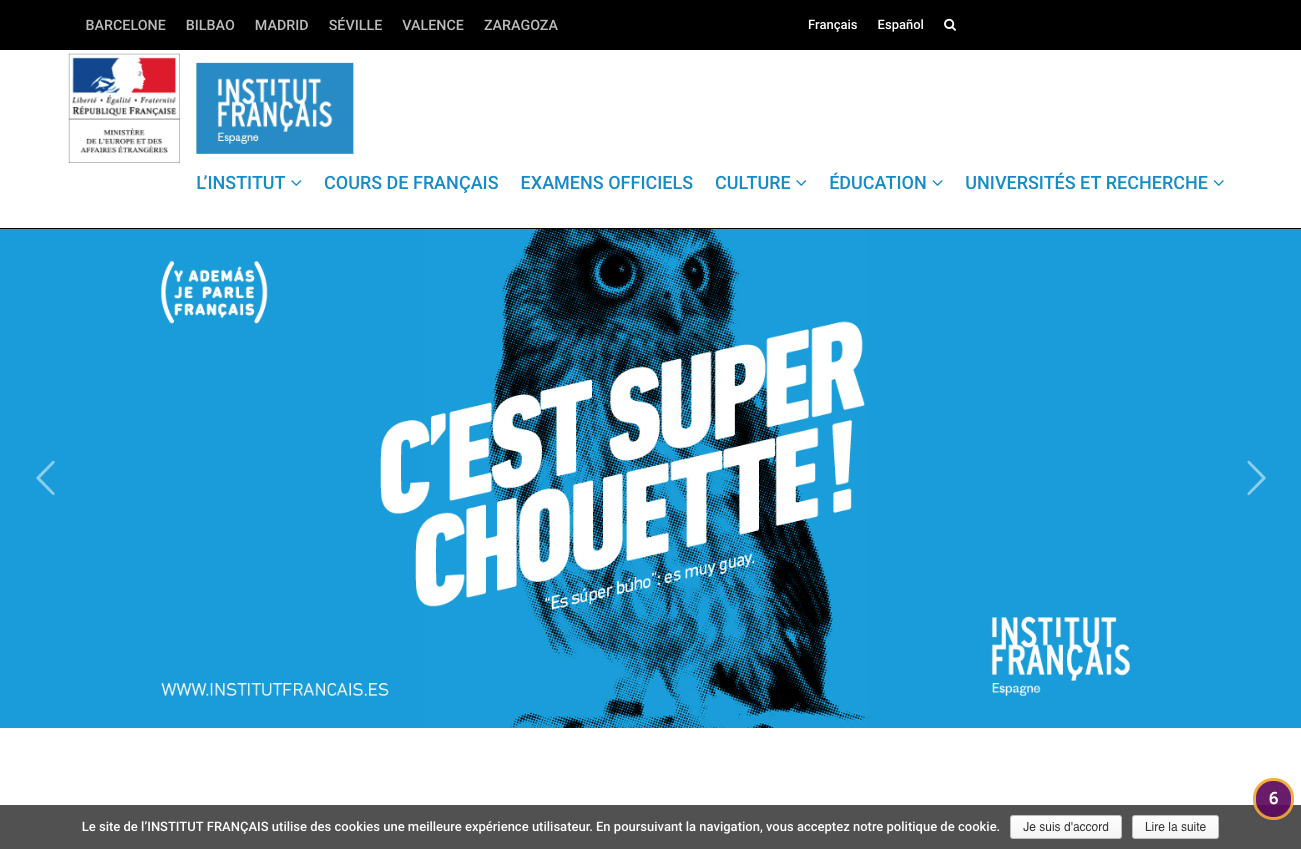 BARCELONE BILBAO MADRID SÉVILLE VALENCE ZARAGOZA Français Español
Liberté • Égalité • Fraternité
RÉPUBLIQUE FRANÇAISE
MINISTÈRE
DE L'EUROPE ET DES
AFFAIRES ÉTRANGÈRES
INSTITUT
FRANÇAIS
Espagne
L'INSTITUT COURS DE FRANÇAIS EXAMENS OFFICIELS CULTURE ÉDUCATION UNIVERSITÉS ET RECHERCHE
(Y ADEMÁS
JE PARLE
FRANÇAIS)
C'EST SUPER
CHOUETTE !
"Es súper búho": es muy guay.
INSTITUT
FRANÇAIS
Espagne
WWW.INSTITUTFRANCAIS.ES
6
Le site de l'INSTITUT FRANÇAIS utilise des cookies une meilleure expérience utilisateur. En poursuivant la navigation, vous acceptez notre politique de cookie. Je suis d'accord Lire la suite